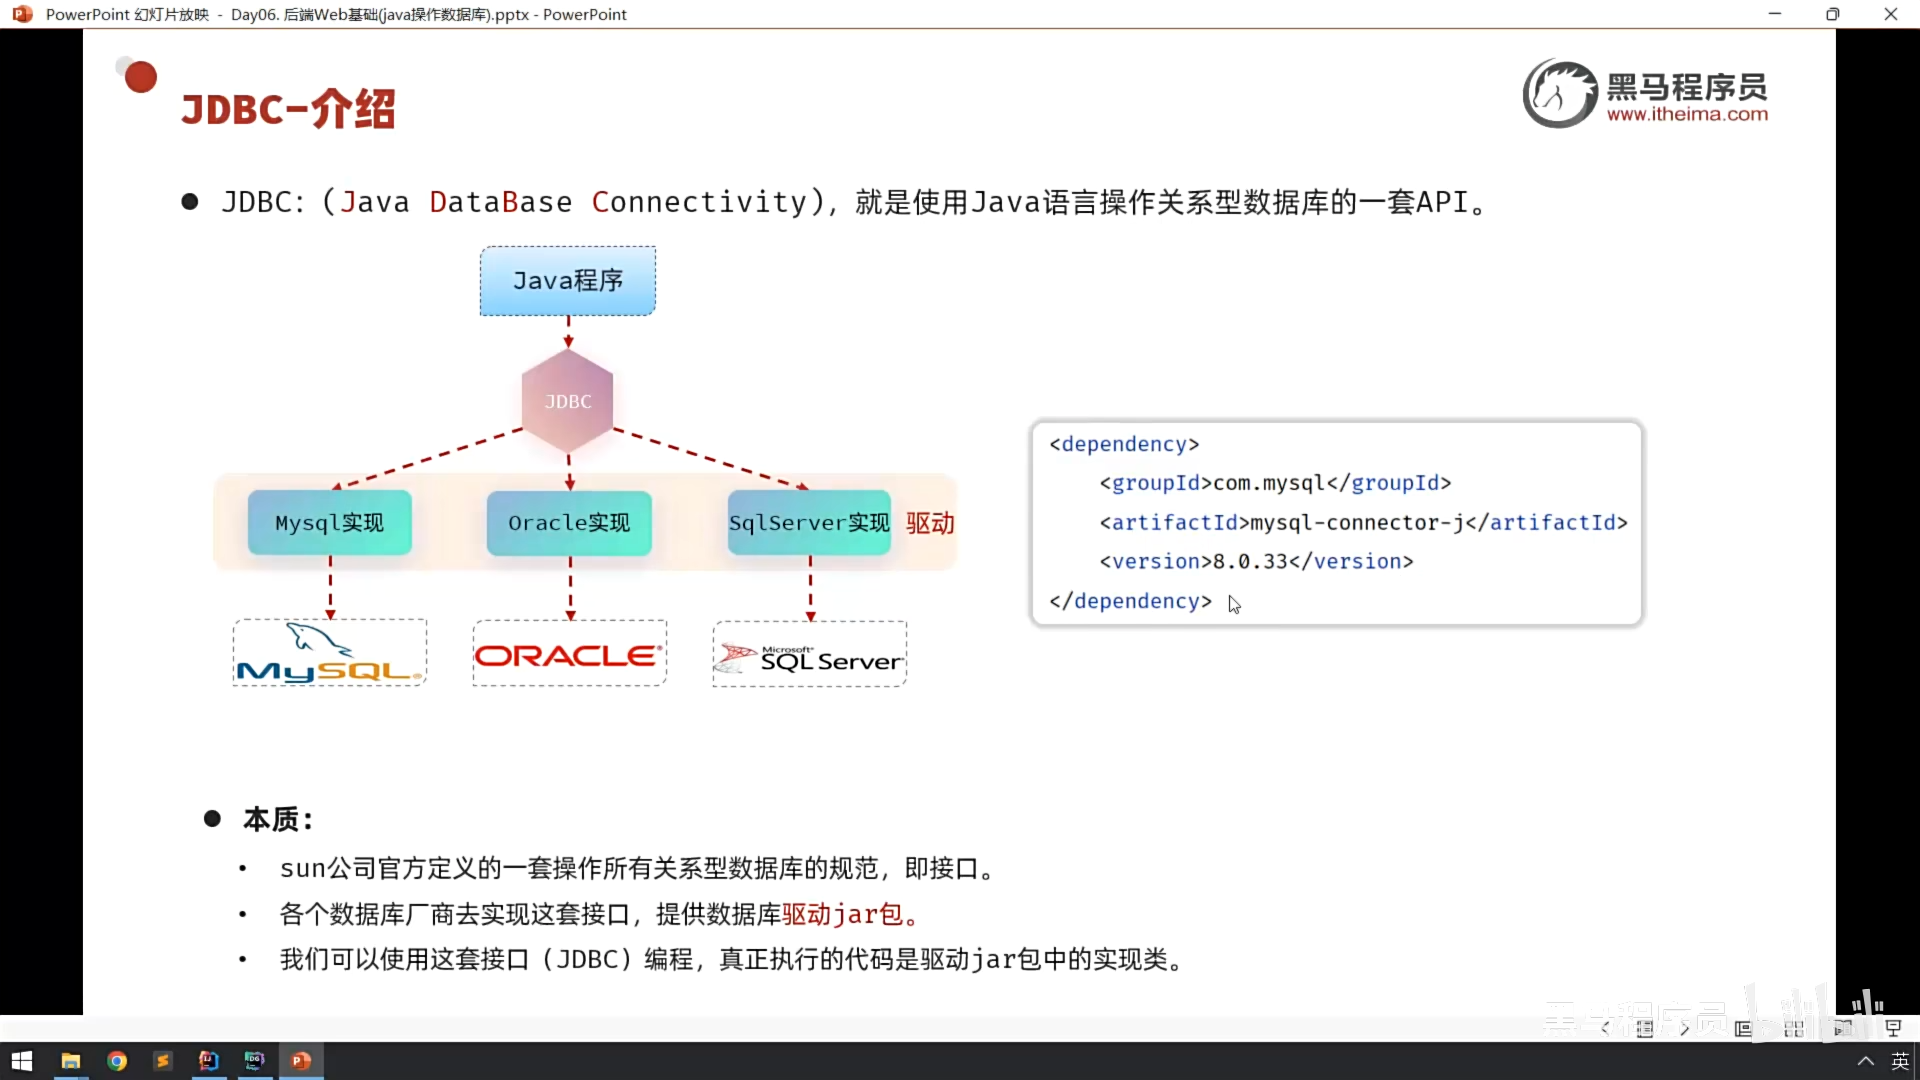 PowerPoint 幻灯片放映 - Day06. 后端Web基础(java操作数据库).pptx - PowerPoint
JDBC-介绍
黑马程序员
www.itheima.com
JDBC:（Java DataBase Connectivity），就是使用Java语言操作关系型数据库的一套API。
Java程序
JDBC
Mysql实现
Oracle实现
SqlServer实现
驱动
MySQL
ORACLE
Microsoft
SQL Server
<dependency>
<groupId>com.mysql</groupId>
<artifactId>mysql-connector-j</artifactId>
<version>8.0.33</version>
</dependency>
本质：
sun公司官方定义的一套操作所有关系型数据库的规范，即接口。
各个数据库厂商去实现这套接口，提供数据库驱动jar包。
我们可以使用这套接口（JDBC）编程，真正执行的代码是驱动jar包中的实现类。
黑马程序员 bilibili
英